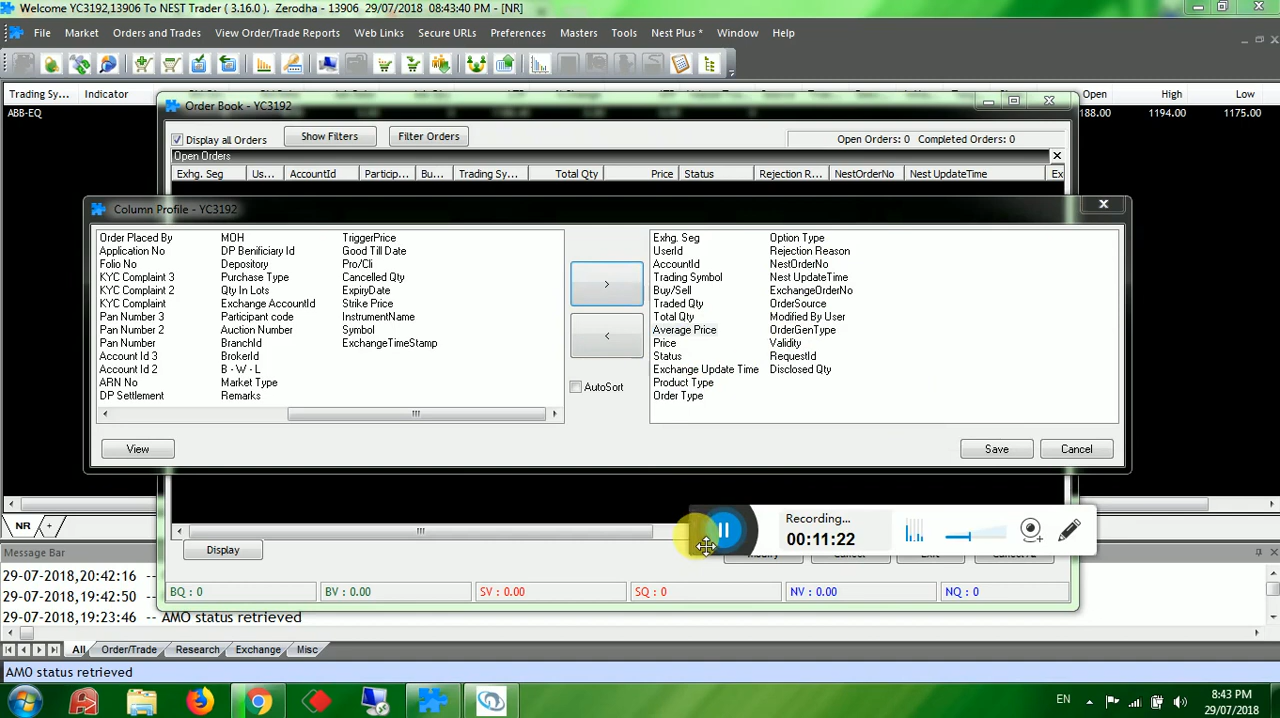 Welcome YC3192,13906 To NEST Trader ( 3.16.0 ). Zerodha - 13906 29/07/2018 08:43:40 PM - [NR]
File Market Orders and Trades View Order/Trade Reports Web Links Secure URLs Preferences Masters Tools Nest Plus * Window Help
Trading Sy... Indicator Open High Low
ABB-EQ 188.00 1194.00 1175.00
Order Book - YC3192
Display all Orders Show Filters Filter Orders Open Orders: 0 Completed Orders: 0
Open Orders
Exhg. Seg Us... AccountId Particip... Bu... Trading Sy... Total Qty Price Status Rejection R... NestOrderNo Nest UpdateTime Ex
Column Profile - YC3192
Order Placed By MOH TriggerPrice Exhg. Seg Option Type
Application No DP Benificiary Id Good Till Date UserId Rejection Reason
Folio No Depository Pro/Cli AccountId NestOrderNo
KYC Complaint 3 Purchase Type Cancelled Qty Trading Symbol Nest UpdateTime
KYC Complaint 2 Qty In Lots ExpiryDate Buy/Sell ExchangeOrderNo
KYC Complaint Exchange AccountId Strike Price Traded Qty OrderSource
Pan Number 3 Participant code InstrumentName Total Qty Modified By User
Pan Number 2 Auction Number Symbol Average Price OrderGenType
Pan Number BranchId ExchangeTimeStamp Price Validity
Account Id 3 BrokerId Status RequestId
Account Id 2 B - W - L Exchange Update Time Disclosed Qty
ARN No Market Type Product Type
DP Settlement Remarks Order Type
>
<
AutoSort
View Save Cancel
NR +
Recording...
00:11:22
Display
Message Bar
29-07-2018,20:42:16 --
29-07-2018,19:42:50 --
29-07-2018,19:23:46 -- AMO status retrieved
BQ : 0 BV : 0.00 SV : 0.00 SQ : 0 NV : 0.00 NQ : 0
All Order/Trade Research Exchange Misc
AMO status retrieved
EN 8:43 PM
29/07/2018